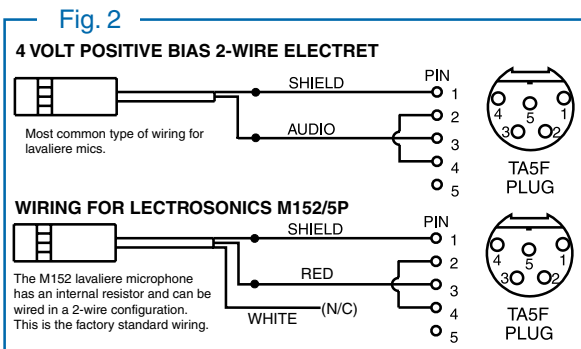 Fig. 2
4 VOLT POSITIVE BIAS 2-WIRE ELECTRET
PIN
SHIELD
1
2
AUDIO
3
4
5
Most common type of wiring for
lavaliere mics.
4 5 1
3 2
TA5F
PLUG
WIRING FOR LECTROSONICS M152/5P
PIN
SHIELD
1
2
RED
3
WHITE (N/C)
4
5
The M152 lavaliere microphone
has an internal resistor and can be
wired in a 2-wire configuration.
This is the factory standard wiring.
4 5 1
3 2
TA5F
PLUG